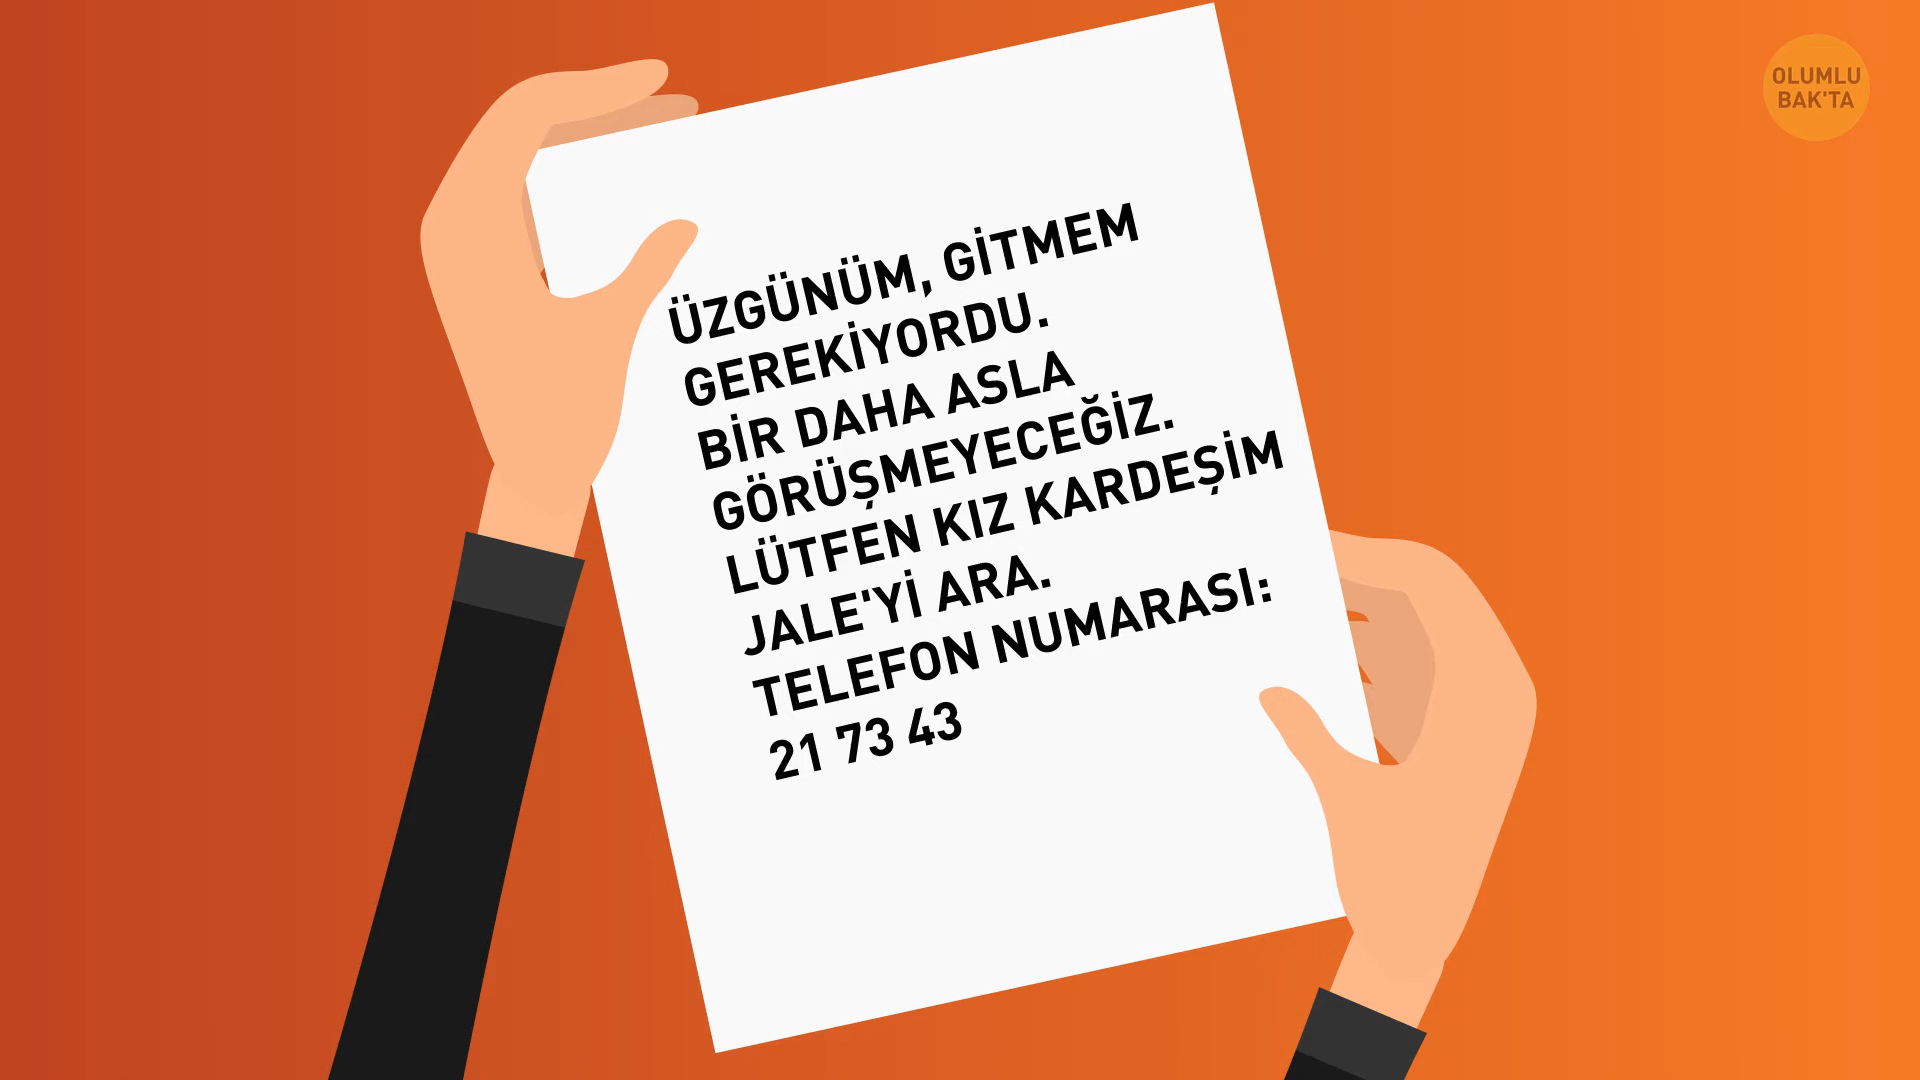 ÜZGÜNÜM, GİTMEM
GEREKİYORDU.
BİR DAHA ASLA
GÖRÜŞMEYECEĞİZ.
LÜTFEN KIZ KARDEŞİM
JALE'Yİ ARA.
TELEFON NUMARASI:
21 73 43
OLUMLU
BAK'TA